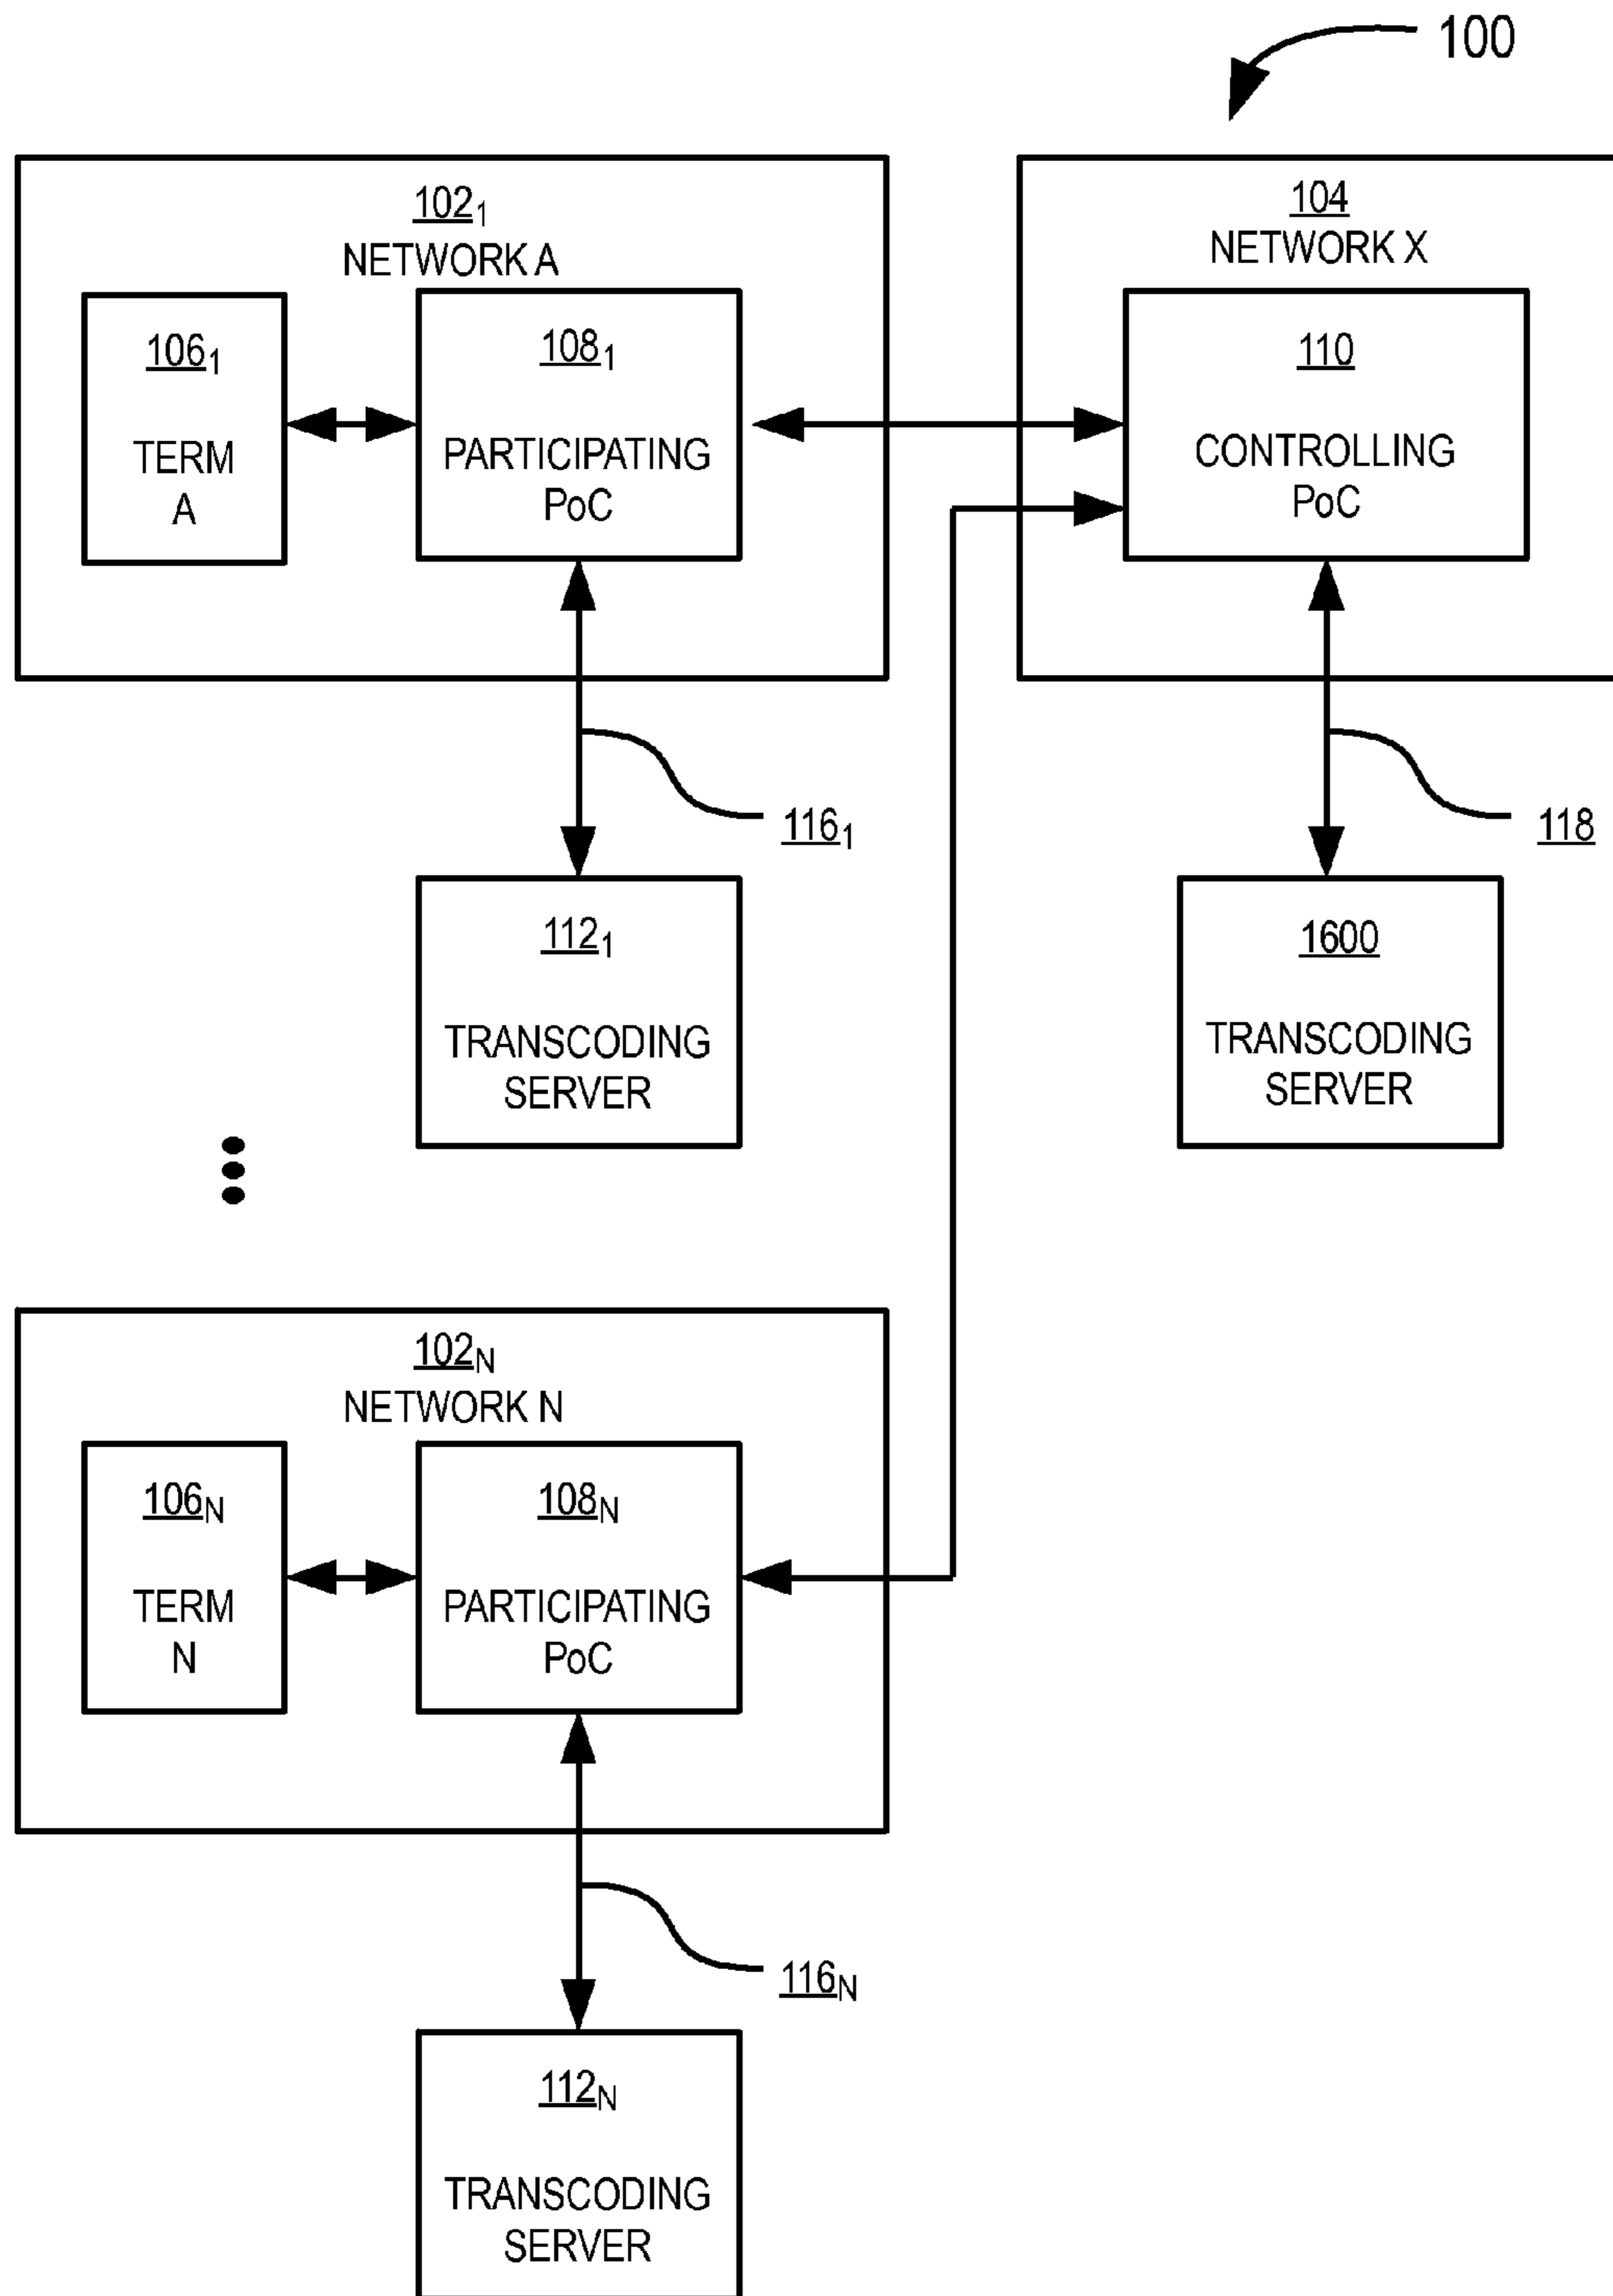 100
102₁
NETWORK A
106₁
TERM
A
108₁
PARTICIPATING
PoC
104
NETWORK X
110
CONTROLLING
PoC
116₁
118
112₁
TRANSCODING
SERVER
1600
TRANSCODING
SERVER
102N
NETWORK N
106N
TERM
N
108N
PARTICIPATING
PoC
116N
112N
TRANSCODING
SERVER